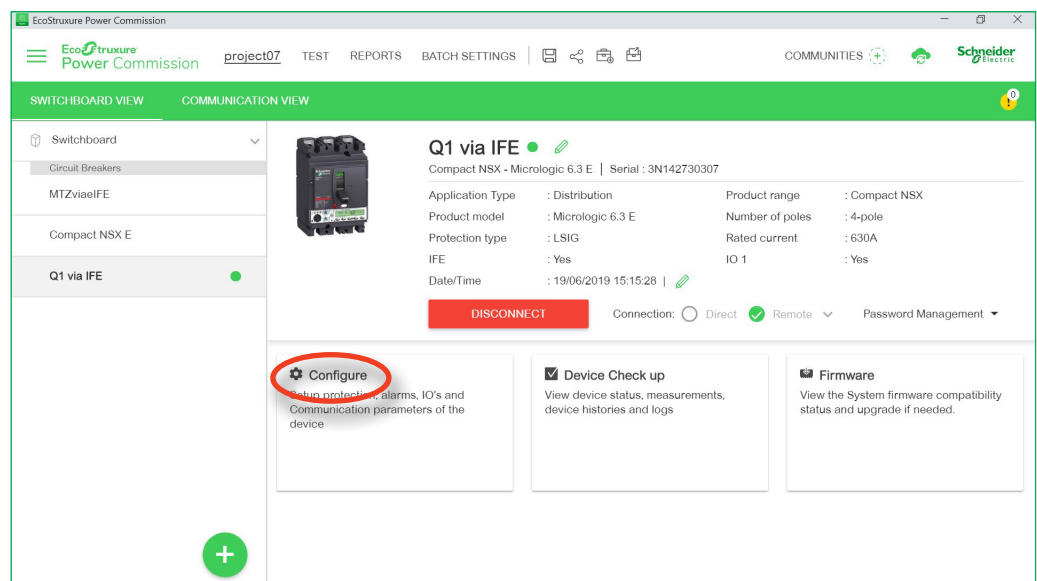 EcoStruxure Power Commission
EcoStruxure
Power Commission
project07 TEST REPORTS BATCH SETTINGS COMMUNITIES
Schneider
Electric
SWITCHBOARD VIEW COMMUNICATION VIEW 0
Switchboard
Circuit Breakers
MTZviaeIFE
Compact NSX E
Q1 via IFE
Q1 via IFE
Compact NSX - Micrologic 6.3 E | Serial : 3N142730307
Application Type : Distribution Product range : Compact NSX
Product model : Micrologic 6.3 E Number of poles : 4-pole
Protection type : LSIG Rated current : 630A
IFE : Yes IO 1 : Yes
Date/Time : 19/06/2019 15:15:28 |
DISCONNECT Connection: Direct Remote Password Management
Configure
Setup protection, alarms, IO's and
Communication parameters of the
device
Device Check up
View device status, measurements,
device histories and logs
Firmware
View the System firmware compatibility
status and upgrade if needed.